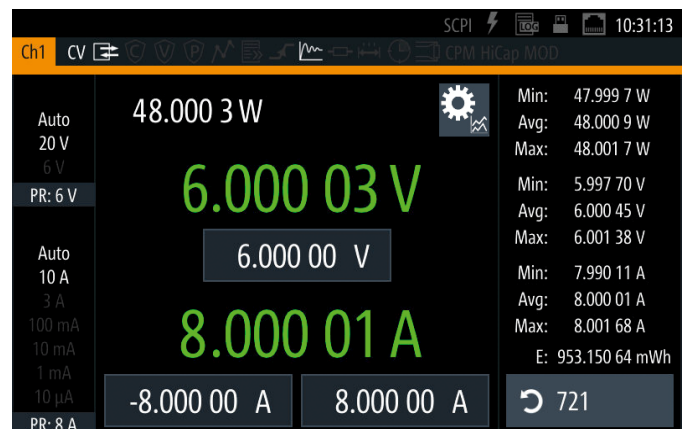 SCPI LOG 10:31:13
Ch1 CV C V P CPM HiCap MOD
Auto
20 V
6 V
PR: 6 V
Auto
10 A
3 A
100 mA
10 mA
1 mA
10 µA
PR: 8 A
48.000 3 W
6.000 03 V
6.000 00 V
8.000 01 A
-8.000 00 A 8.000 00 A
Min: 47.999 7 W
Avg: 48.000 9 W
Max: 48.001 7 W
Min: 5.997 70 V
Avg: 6.000 45 V
Max: 6.001 38 V
Min: 7.990 11 A
Avg: 8.000 01 A
Max: 8.001 68 A
E: 953.150 64 mWh
721